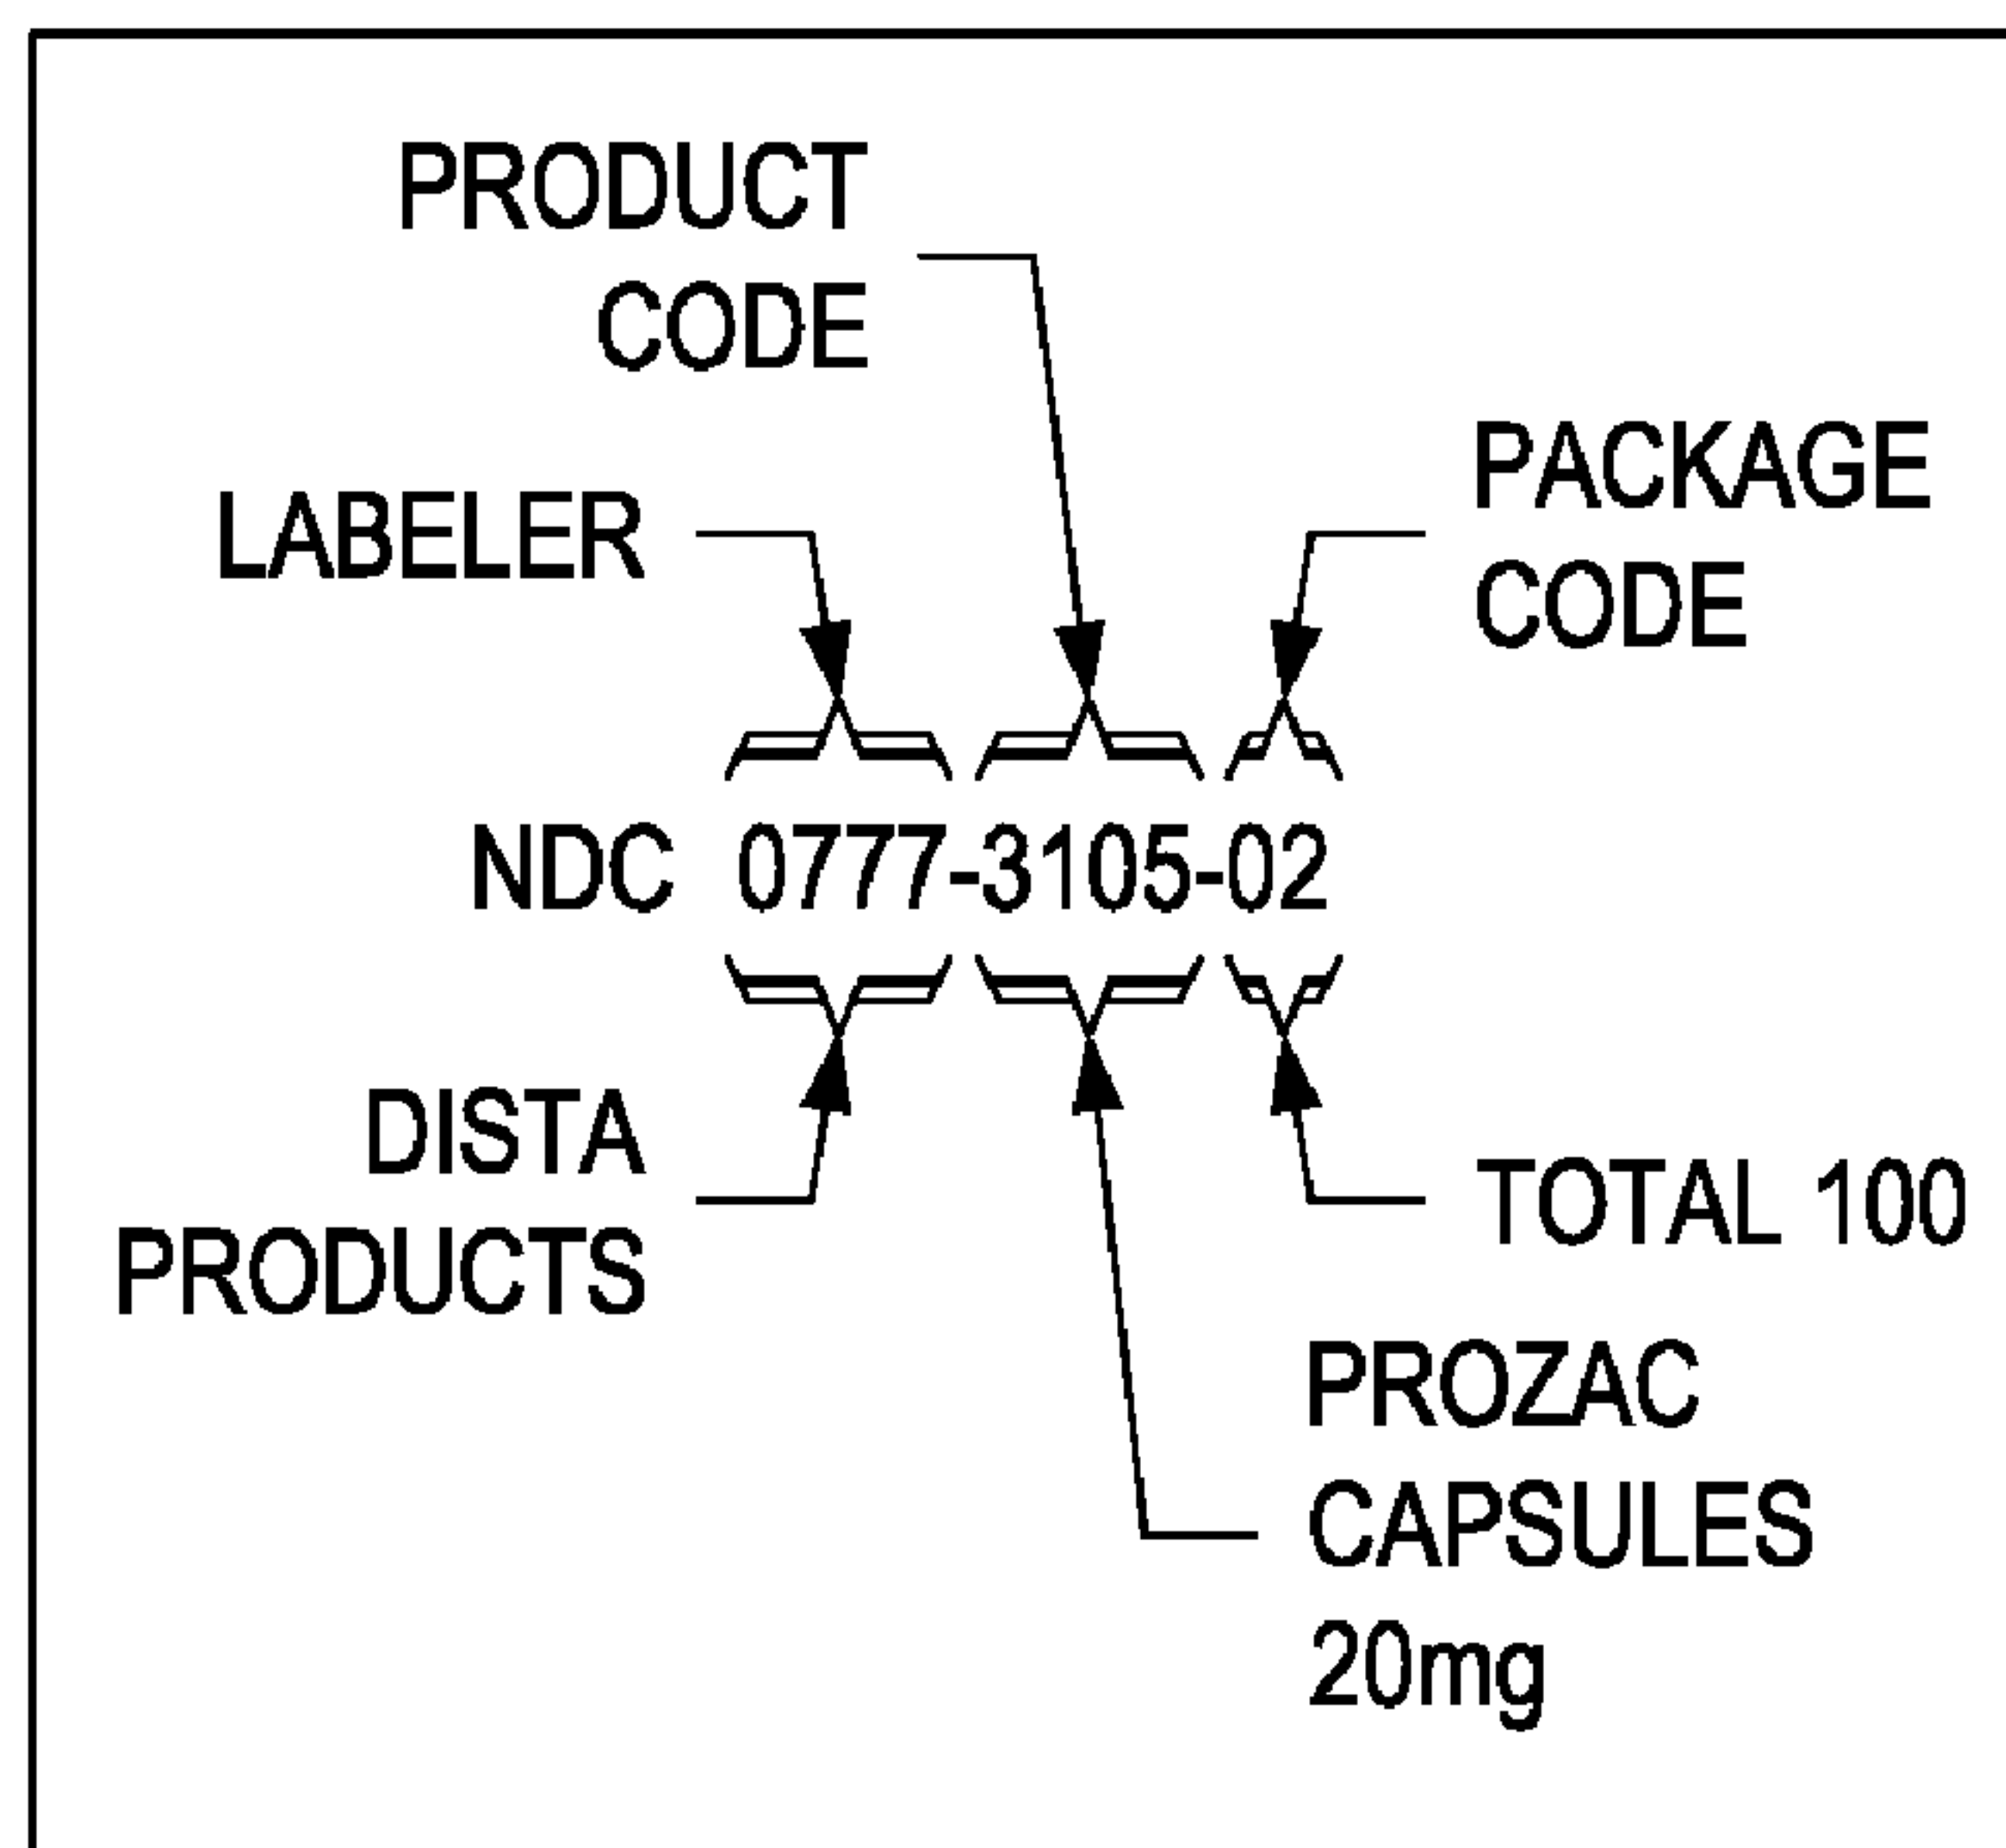 PRODUCT
CODE
LABELER
PACKAGE
CODE
NDC 0777-3105-02
DISTA
PRODUCTS
TOTAL 100
PROZAC
CAPSULES
20mg